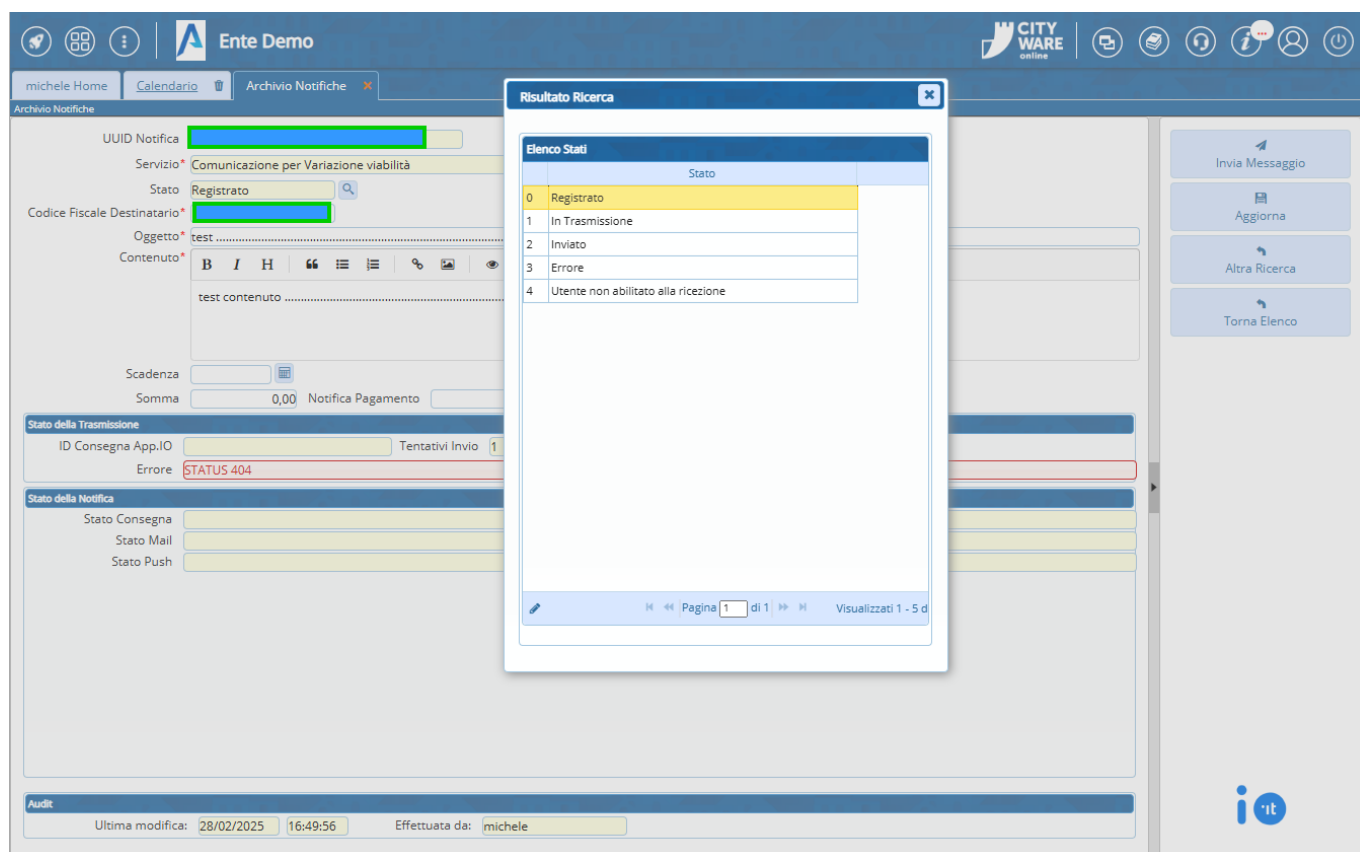 Ente Demo
CITY
WARE
online
michele Home
Calendario
Archivio Notifiche
Archivio Notifiche
UUID Notifica
Servizio* Comunicazione per Variazione viabilità
Stato Registrato
Codice Fiscale Destinatario*
Oggetto* test ...........................................................................................................
Contenuto*
B I H
test contenuto .................................................................................
Scadenza
Somma 0,00 Notifica Pagamento
Stato della Trasmissione
ID Consegna App.IO Tentativi Invio 1
Errore STATUS 404
Stato della Notifica
Stato Consegna
Stato Mail
Stato Push
Audit
Ultima modifica: 28/02/2025 16:49:56 Effettuata da: michele
Risultato Ricerca
Elenco Stati
Stato
0 Registrato
1 In Trasmissione
2 Inviato
3 Errore
4 Utente non abilitato alla ricezione
Pagina 1 di 1 Visualizzati 1 - 5 d
Invia Messaggio
Aggiorna
Altra Ricerca
Torna Elenco
io
it